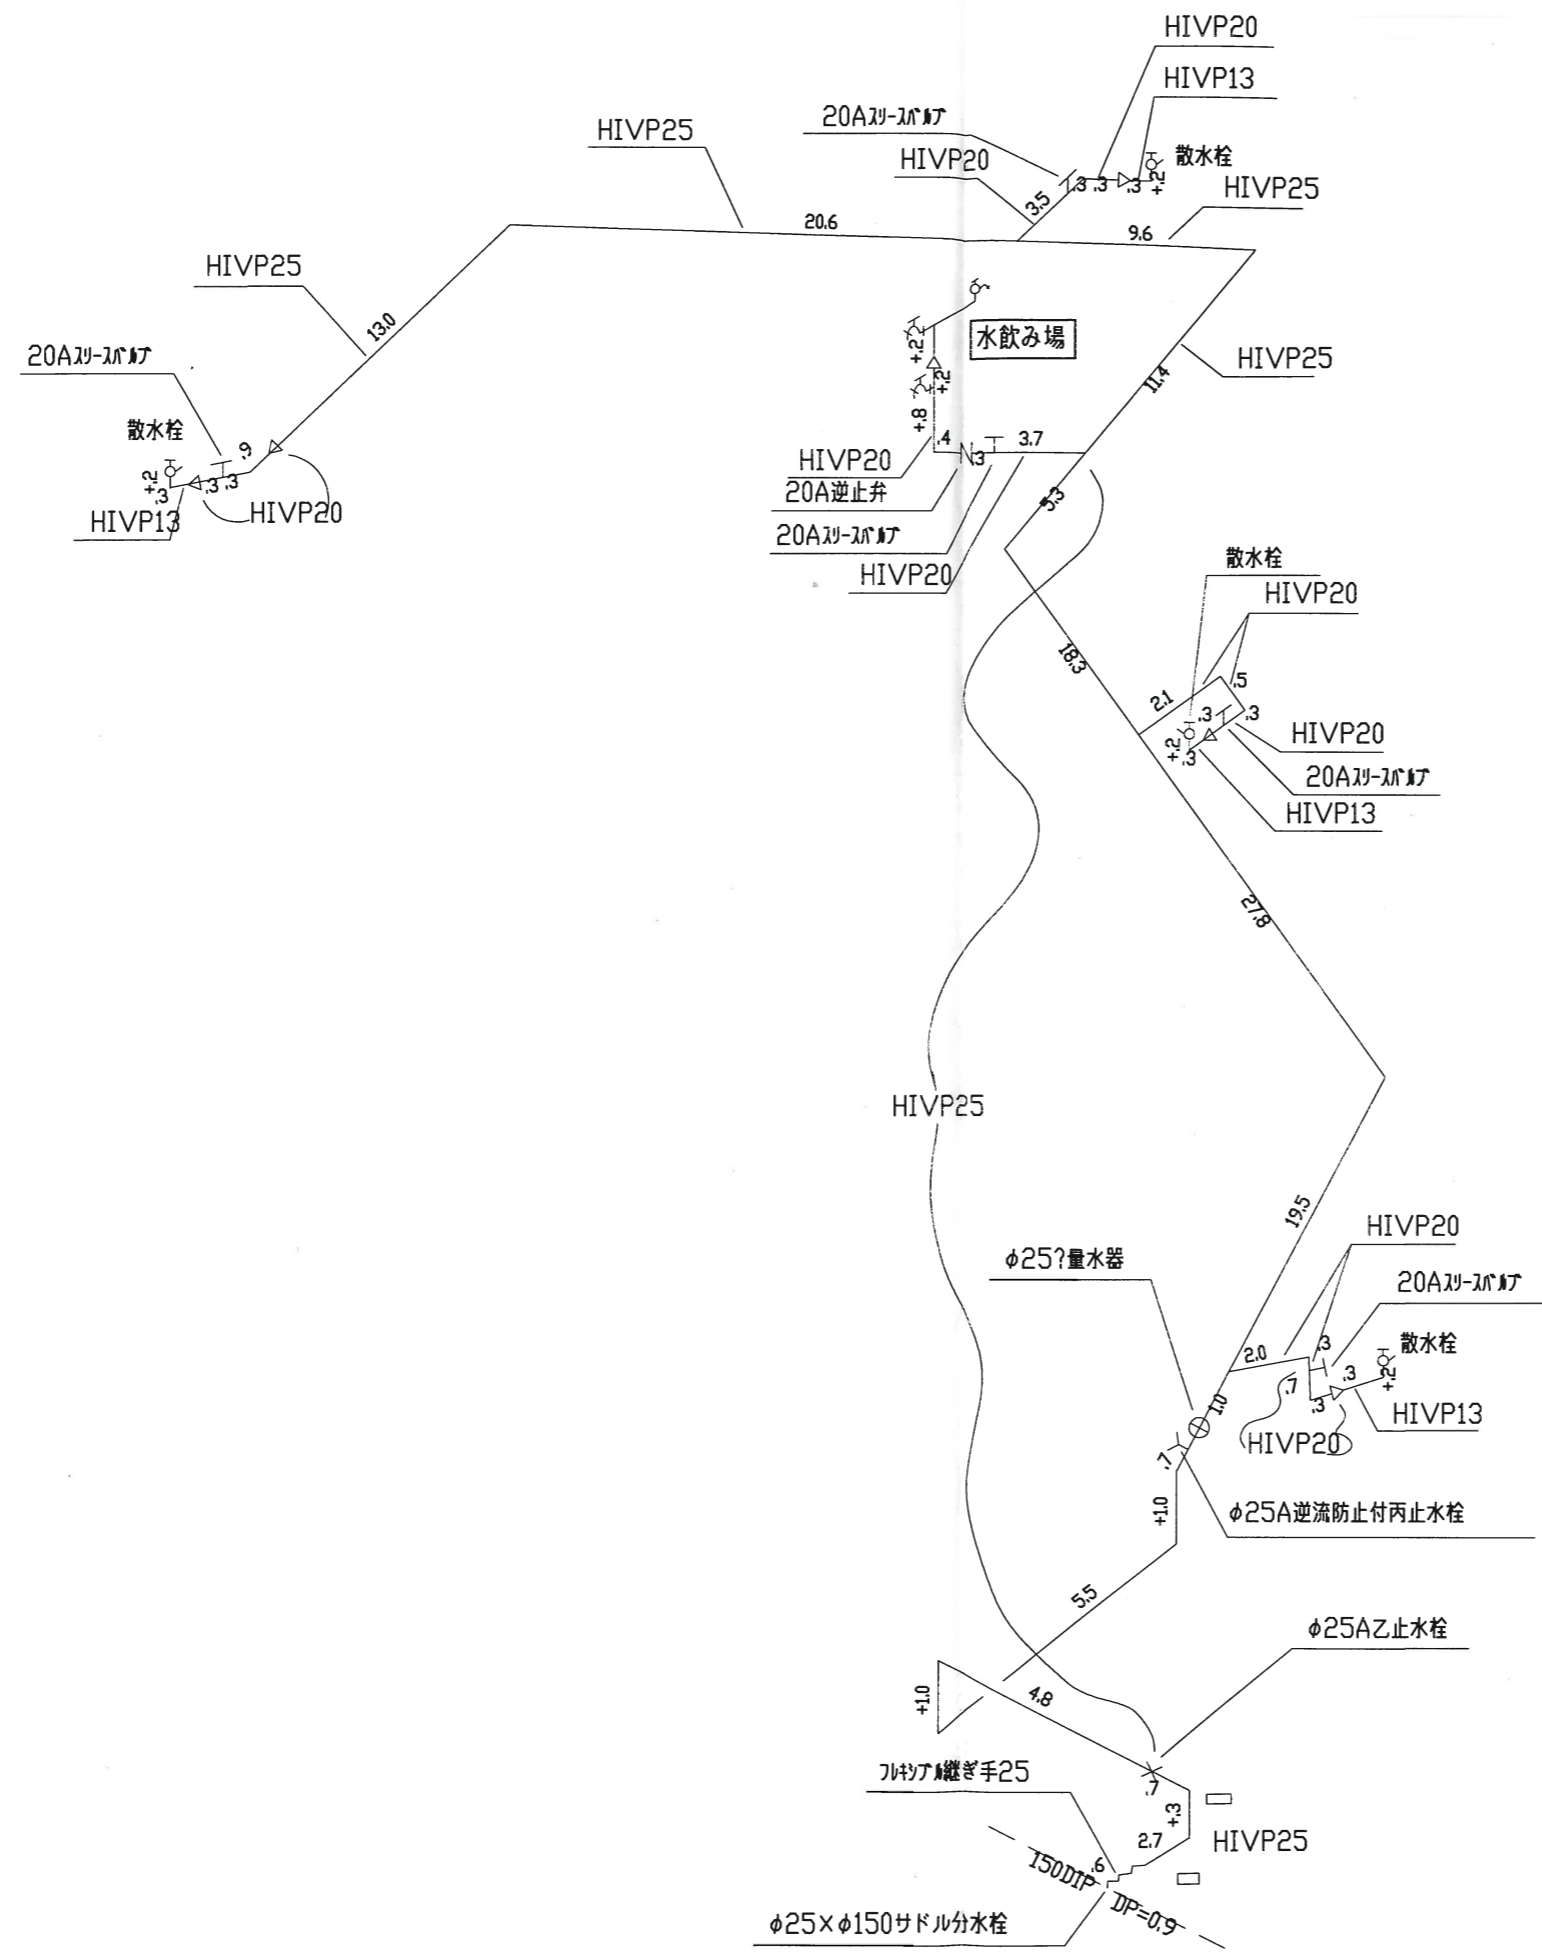 HIVP20
HIVP13
20Aスリースバルブ
HIVP25
HIVP20
散水栓
.3
.3
.3
+.2
3.5
HIVP25
20.6
9.6
HIVP25
13.0
水飲み場
+.2
+.2
+.8
HIVP25
11.4
20Aスリースバルブ
散水栓
.9
+.2
.3
.3
.3
HIVP13
HIVP20
.4
.3
3.7
HIVP20
20A逆止弁
20Aスリースバルブ
HIVP20
5.3
散水栓
HIVP20
18.3
2.1
.5
.3
.3
+.2
.3
HIVP20
20Aスリースバルブ
HIVP13
27.8
HIVP25
19.5
HIVP20
φ25?量水器
20Aスリースバルブ
2.0
.3
散水栓
.7
.3
.3
+.2
HIVP13
HIVP20
1.0
.7
+1.0
φ25A逆流防止付丙止水栓
5.5
φ25A乙止水栓
+1.0
4.8
フレキシブル継ぎ手25
.7
+.3
2.7
HIVP25
.6
150DIP DP=0.9
φ25×φ150サドル分水栓